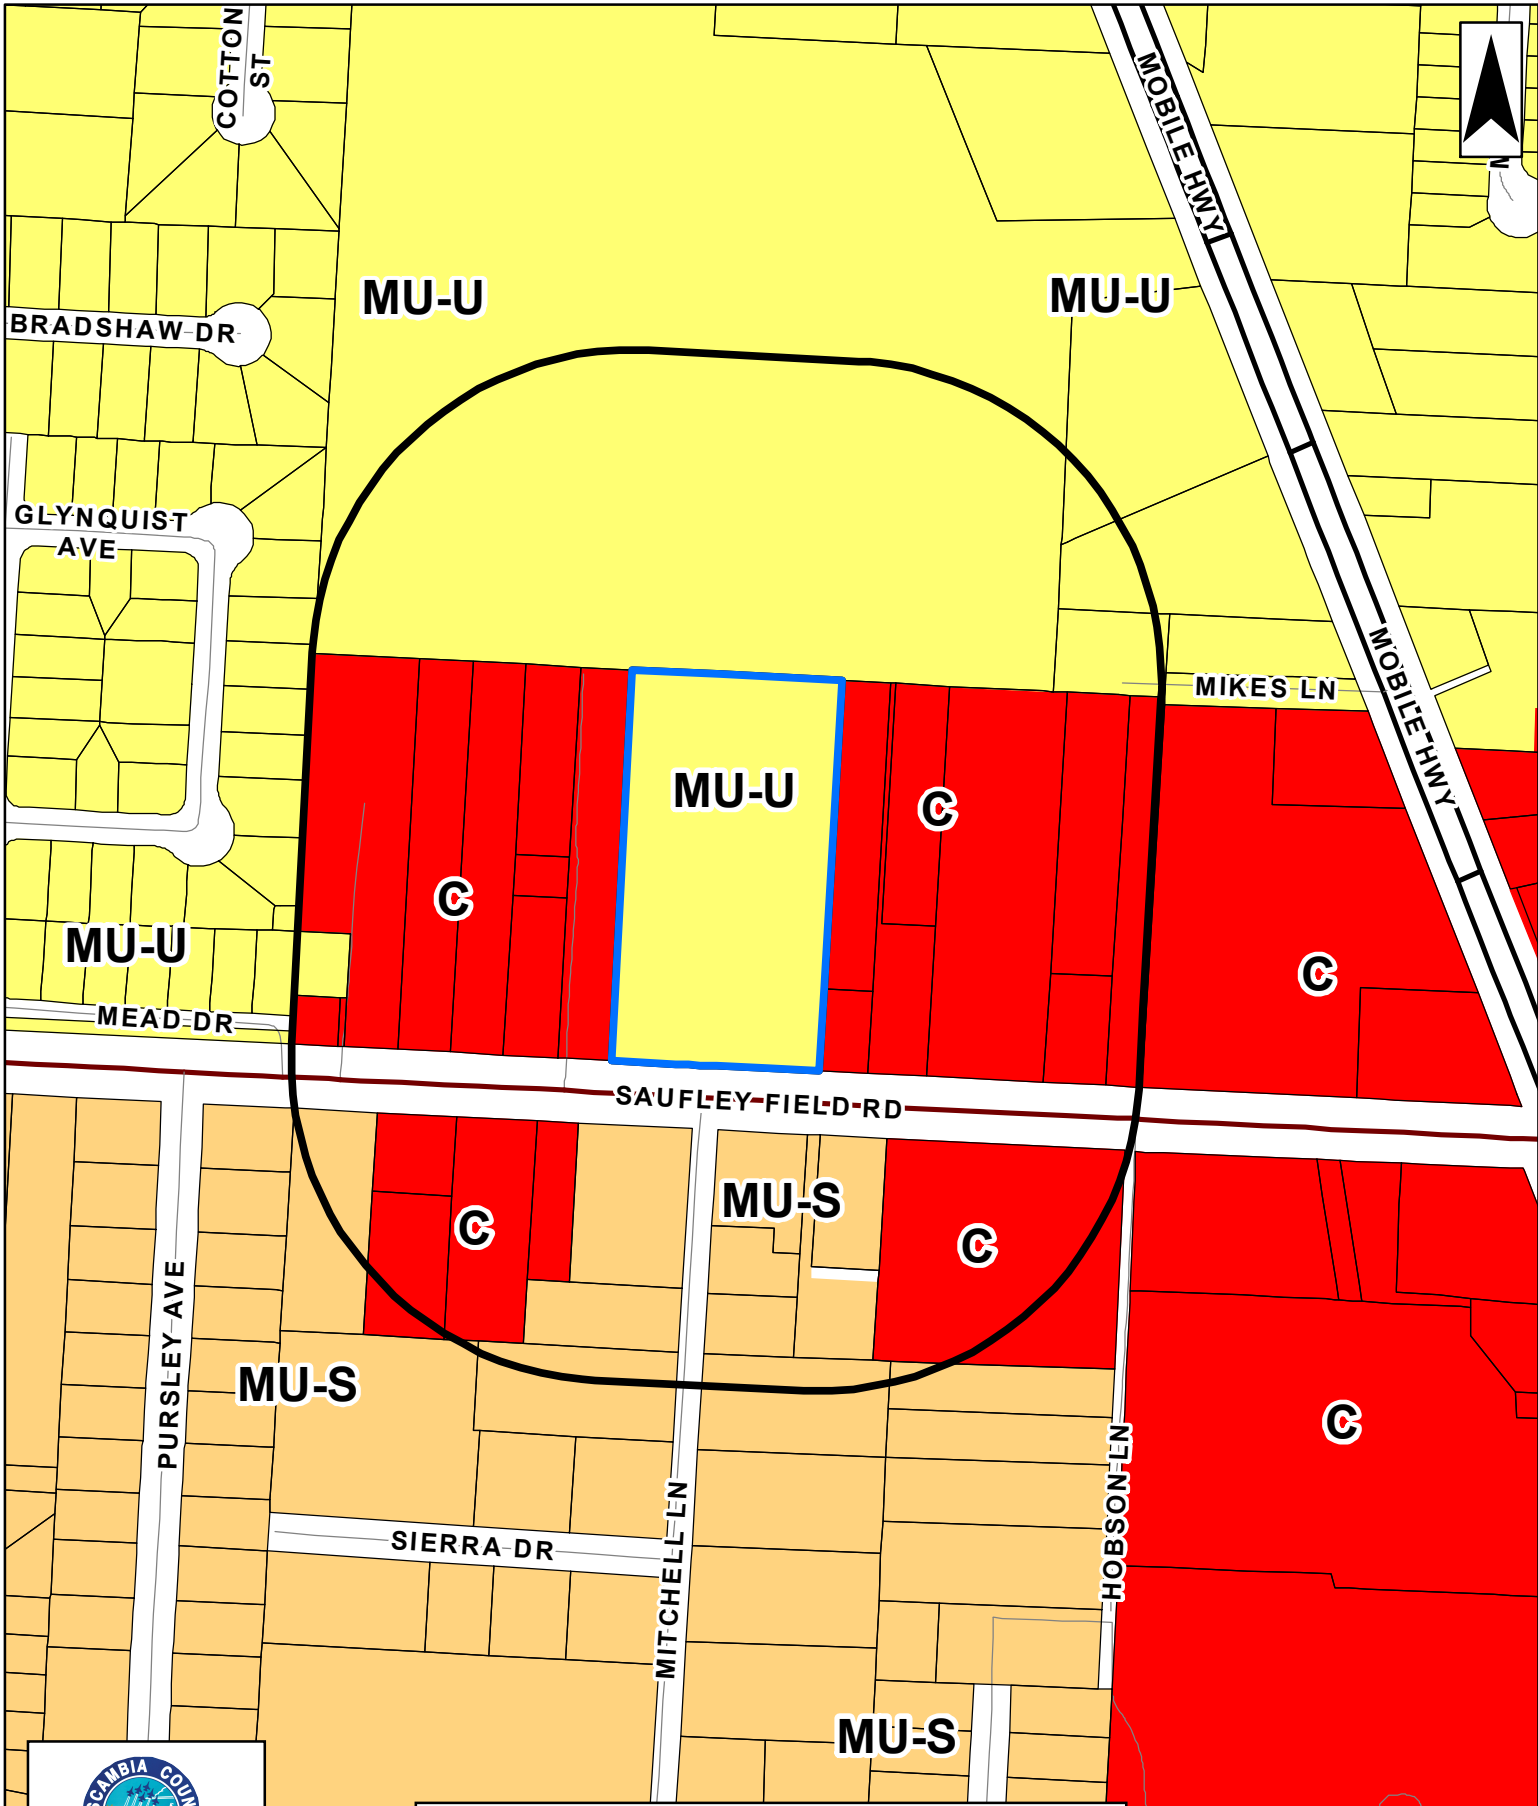 COTTON
ST
MOBILE HWY
MU-U
MU-U
BRADSHAW DR
GLYNQUIST
AVE
MOBILE HWY
MIKES LN
MU-U
C
C
MU-U
C
MEAD DR
SAUFLEY FIELD RD
MU-S
C
C
PURSLEY AVE
MU-S
C
HOBSON LN
MITCHELL LN
SIERRA DR
MU-S